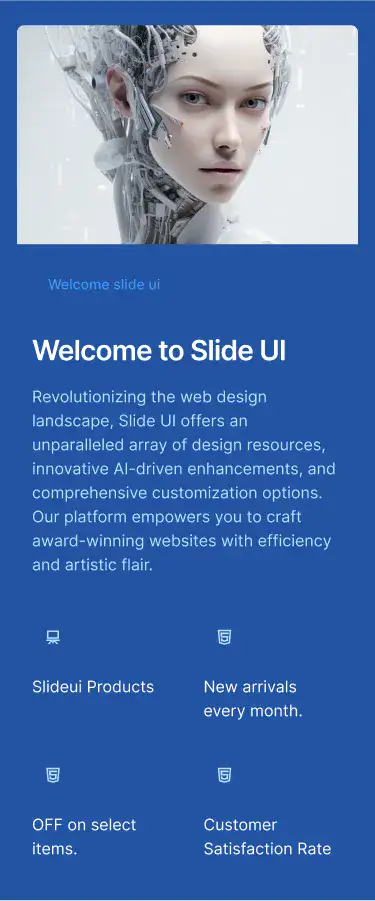 Welcome slide ui
Welcome to Slide UI
Revolutionizing the web design
landscape, Slide UI offers an
unparalleled array of design resources,
innovative AI-driven enhancements, and
comprehensive customization options.
Our platform empowers you to craft
award-winning websites with efficiency
and artistic flair.
Slideui Products
New arrivals
every month.
OFF on select
items.
Customer
Satisfaction Rate